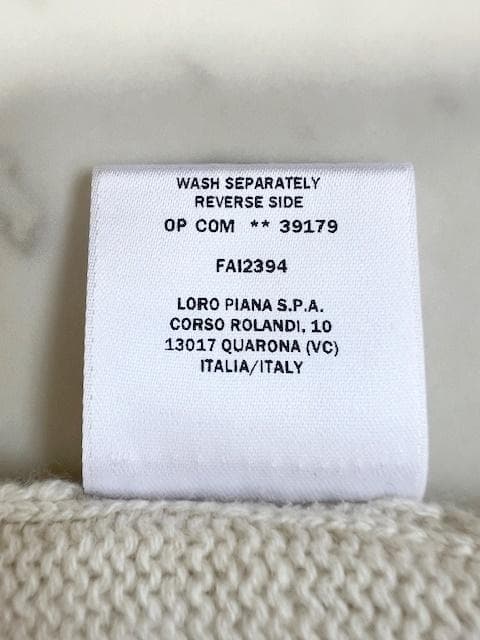 WASH SEPARATELY
REVERSE SIDE
OP COM ** 39179
FAI2394
LORO PIANA S.P.A.
CORSO ROLANDI, 10
13017 QUARONA (VC)
ITALIA/ITALY